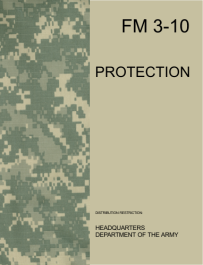 FM 3-10
PROTECTION
DISTRIBUTION RESTRICTION:
HEADQUARTERS
DEPARTMENT OF THE ARMY